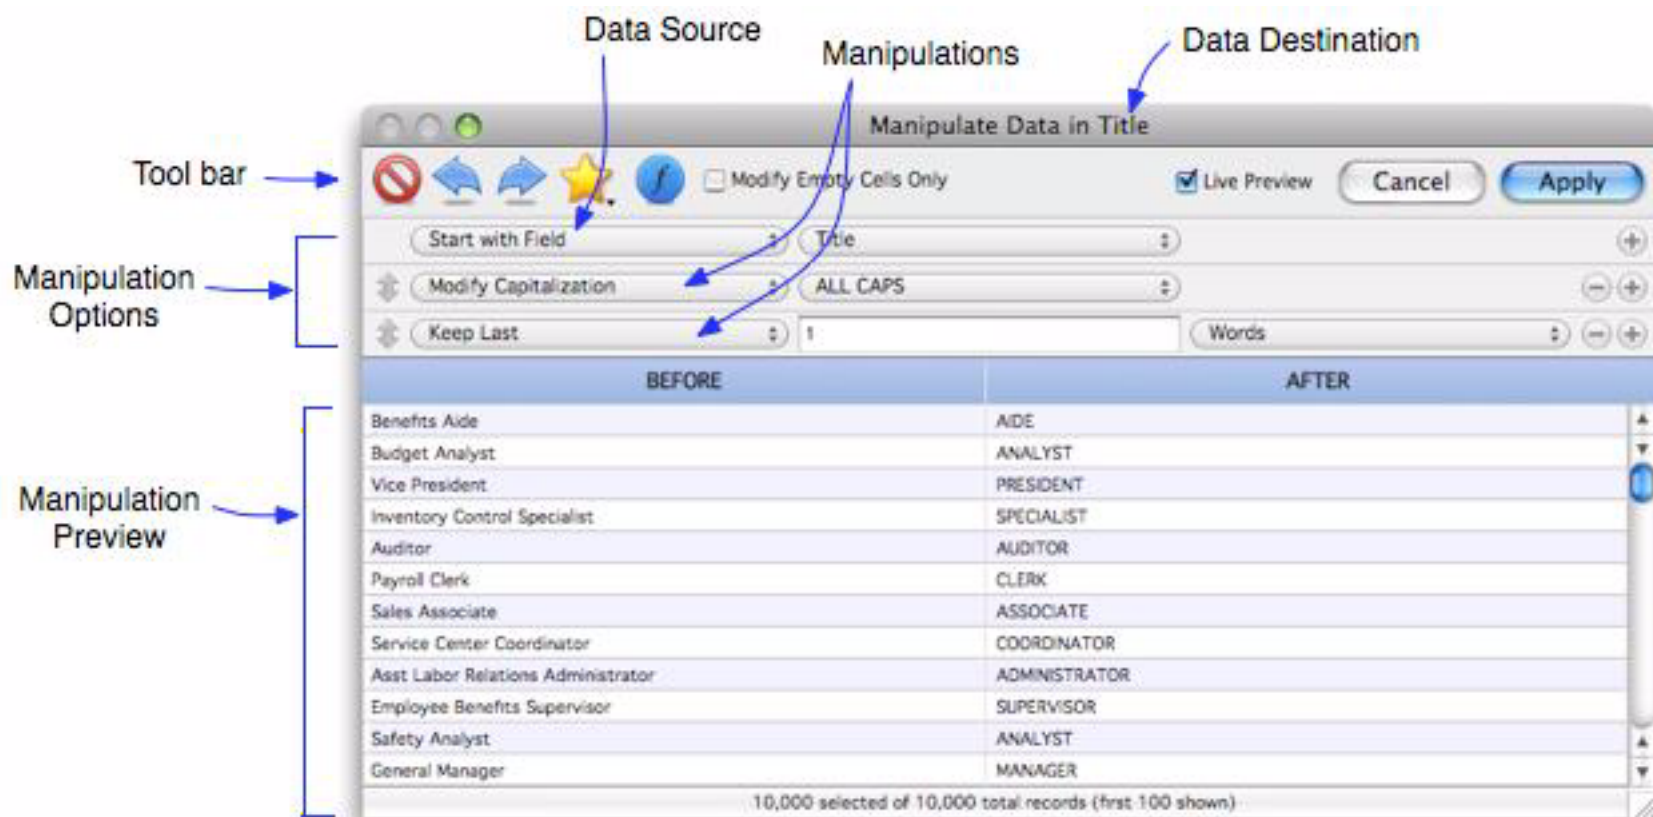 Data Source
Manipulations
Data Destination
Manipulate Data in Title
Tool bar
f
Modify Empty Cells Only
Live Preview
Cancel
Apply
Manipulation
Options
Start with Field
Title
Modify Capitalization
ALL CAPS
Keep Last
1
Words
BEFORE AFTER
Manipulation
Preview
Benefits Aide AIDE
Budget Analyst ANALYST
Vice President PRESIDENT
Inventory Control Specialist SPECIALIST
Auditor AUDITOR
Payroll Clerk CLERK
Sales Associate ASSOCIATE
Service Center Coordinator COORDINATOR
Asst Labor Relations Administrator ADMINISTRATOR
Employee Benefits Supervisor SUPERVISOR
Safety Analyst ANALYST
General Manager MANAGER
10,000 selected of 10,000 total records (first 100 shown)